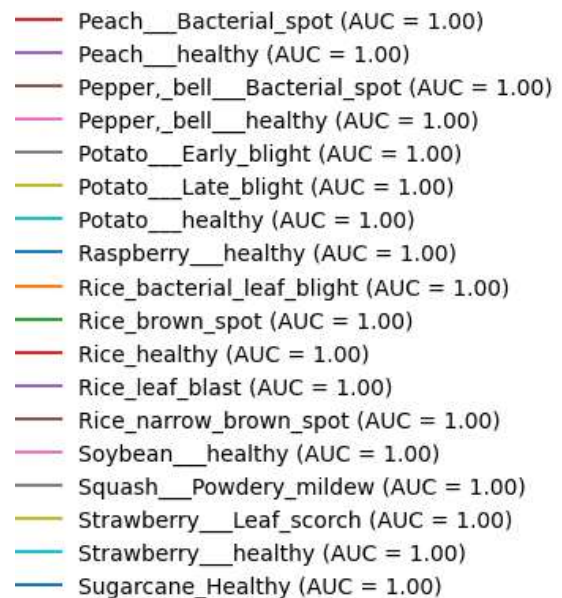 Peach___Bacterial_spot (AUC = 1.00)
Peach___healthy (AUC = 1.00)
Pepper,_bell___Bacterial_spot (AUC = 1.00)
Pepper,_bell___healthy (AUC = 1.00)
Potato___Early_blight (AUC = 1.00)
Potato___Late_blight (AUC = 1.00)
Potato___healthy (AUC = 1.00)
Raspberry___healthy (AUC = 1.00)
Rice_bacterial_leaf_blight (AUC = 1.00)
Rice_brown_spot (AUC = 1.00)
Rice_healthy (AUC = 1.00)
Rice_leaf_blast (AUC = 1.00)
Rice_narrow_brown_spot (AUC = 1.00)
Soybean___healthy (AUC = 1.00)
Squash___Powdery_mildew (AUC = 1.00)
Strawberry___Leaf_scorch (AUC = 1.00)
Strawberry___healthy (AUC = 1.00)
Sugarcane_Healthy (AUC = 1.00)